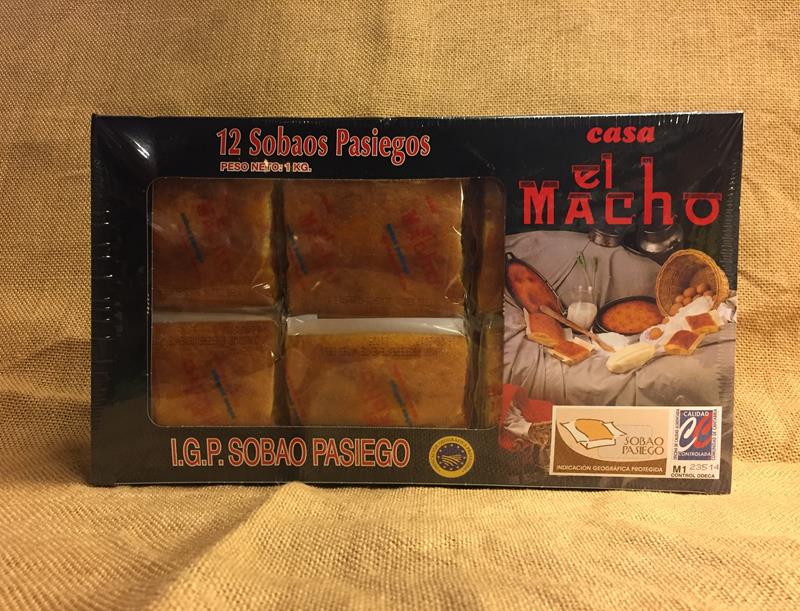 12 Sobaos Pasiegos
PESO NETO: 1 KG.
casa
el
MACHO
I.G.P. SOBAO PASIEGO
SOBAO
PASIEGO
INDICACIÓN GEOGRÁFICA PROTEGIDA
CALIDAD
CC
CONTROLADA
M1 23514
CONTROL ODECA